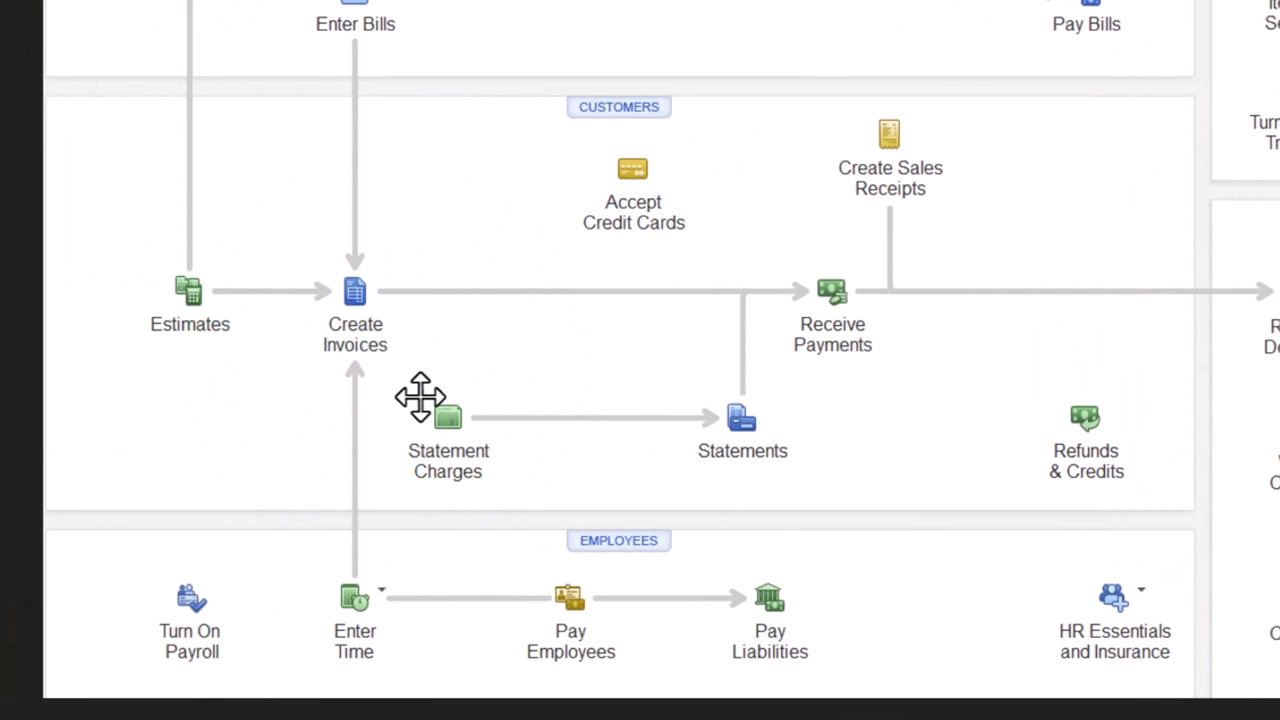 Enter Bills
Pay Bills
CUSTOMERS
Accept
Credit Cards
Create Sales
Receipts
Estimates
Create
Invoices
Receive
Payments
Statement
Charges
Statements
Refunds
& Credits
EMPLOYEES
Turn On
Payroll
Enter
Time
Pay
Employees
Pay
Liabilities
HR Essentials
and Insurance